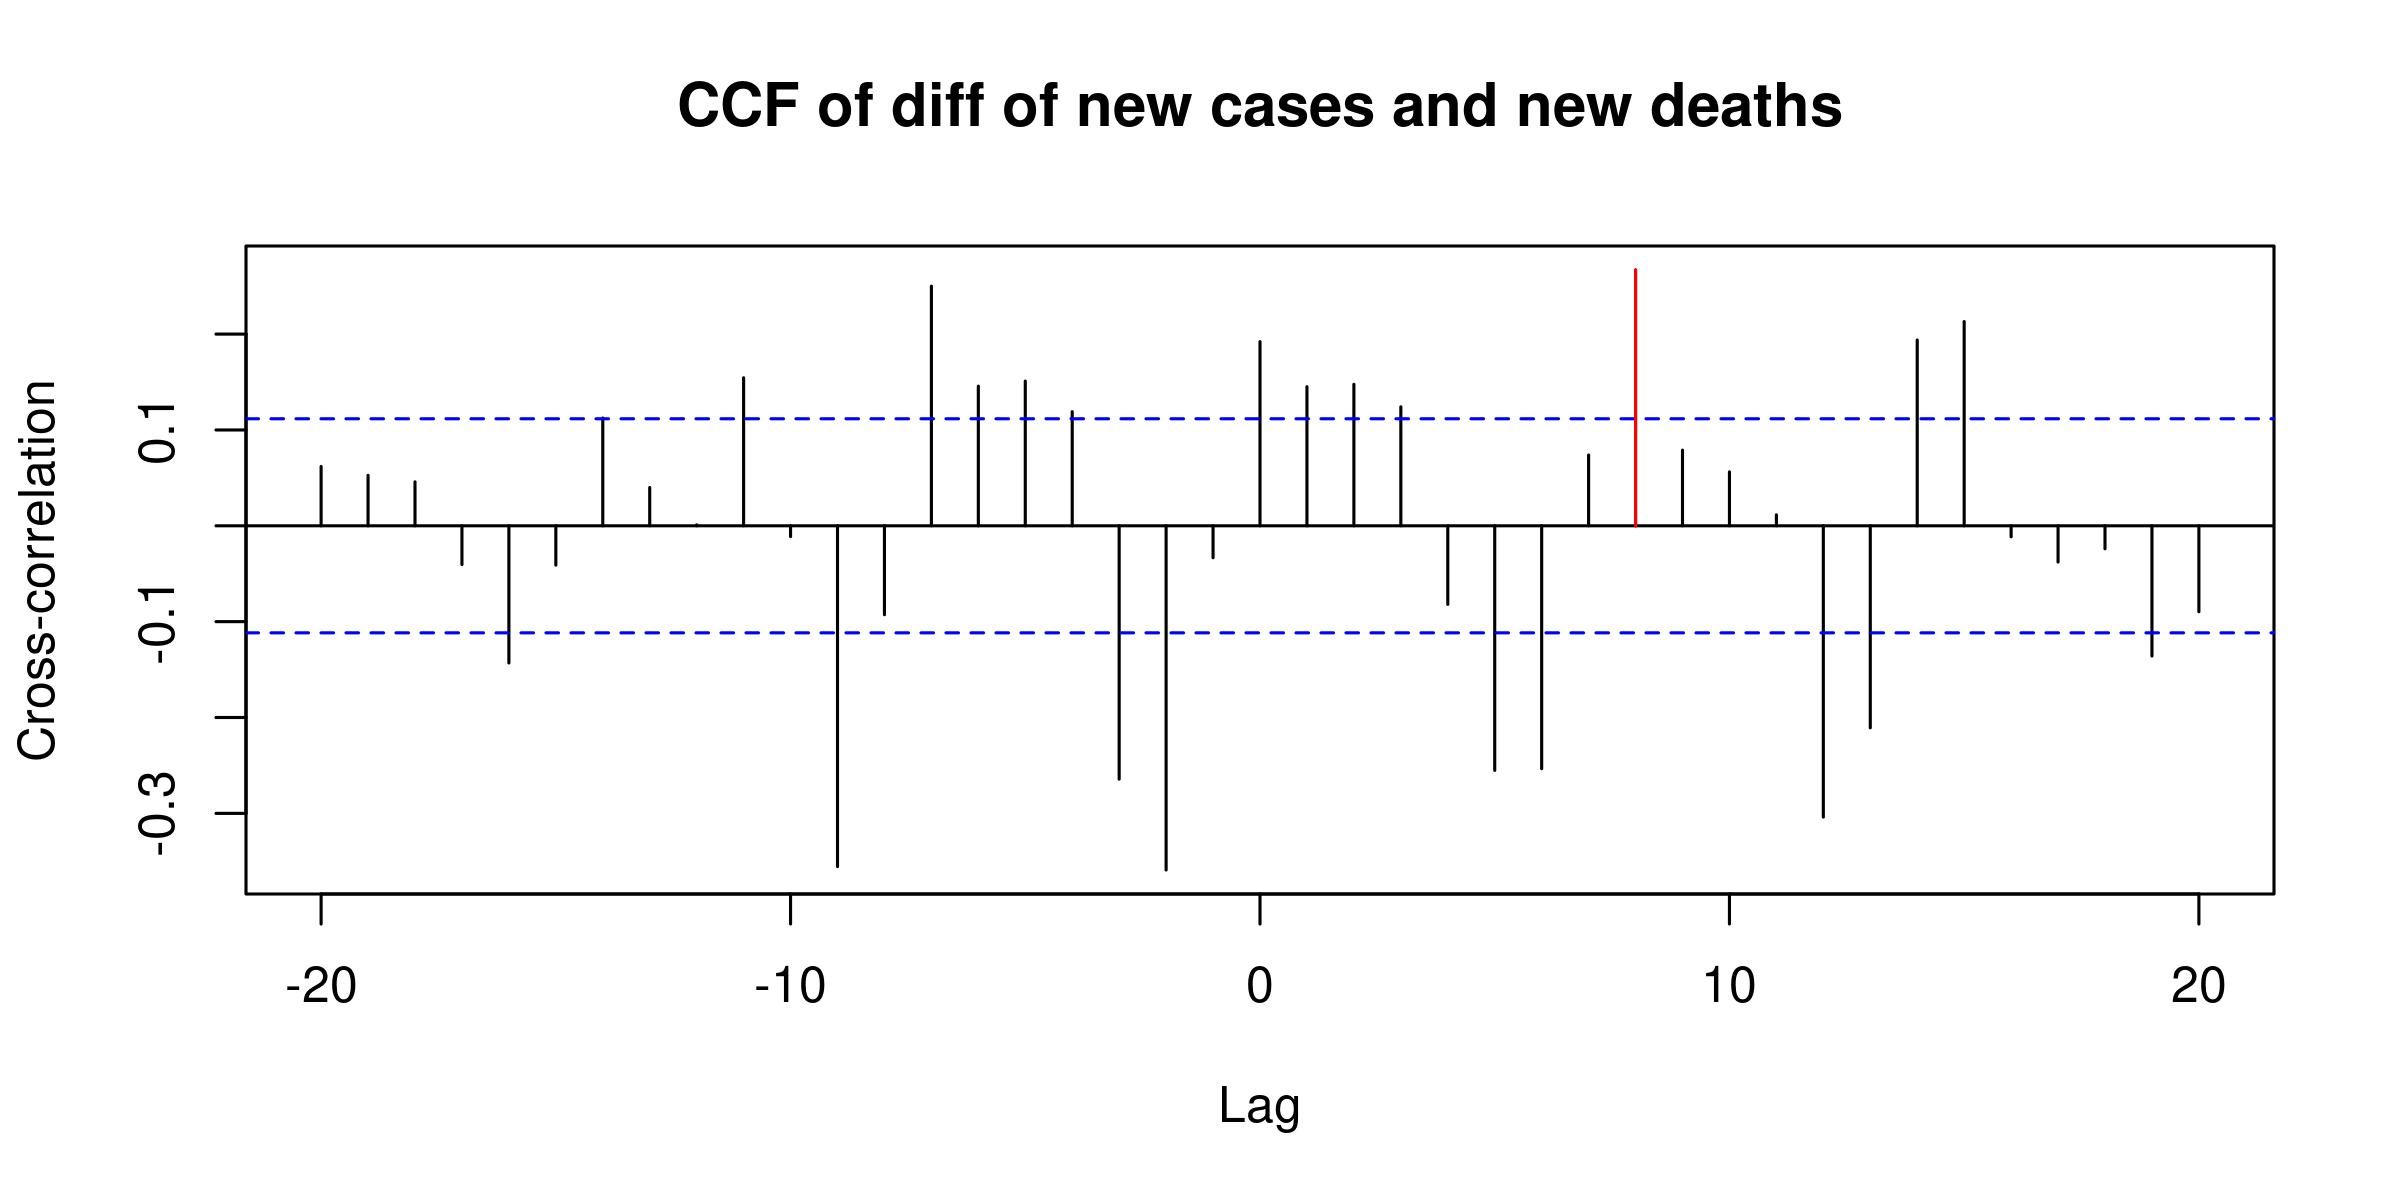 CCF of diff of new cases and new deaths
Cross-correlation
0.1
-0.1
-0.3
-20 -10 0 10 20
Lag